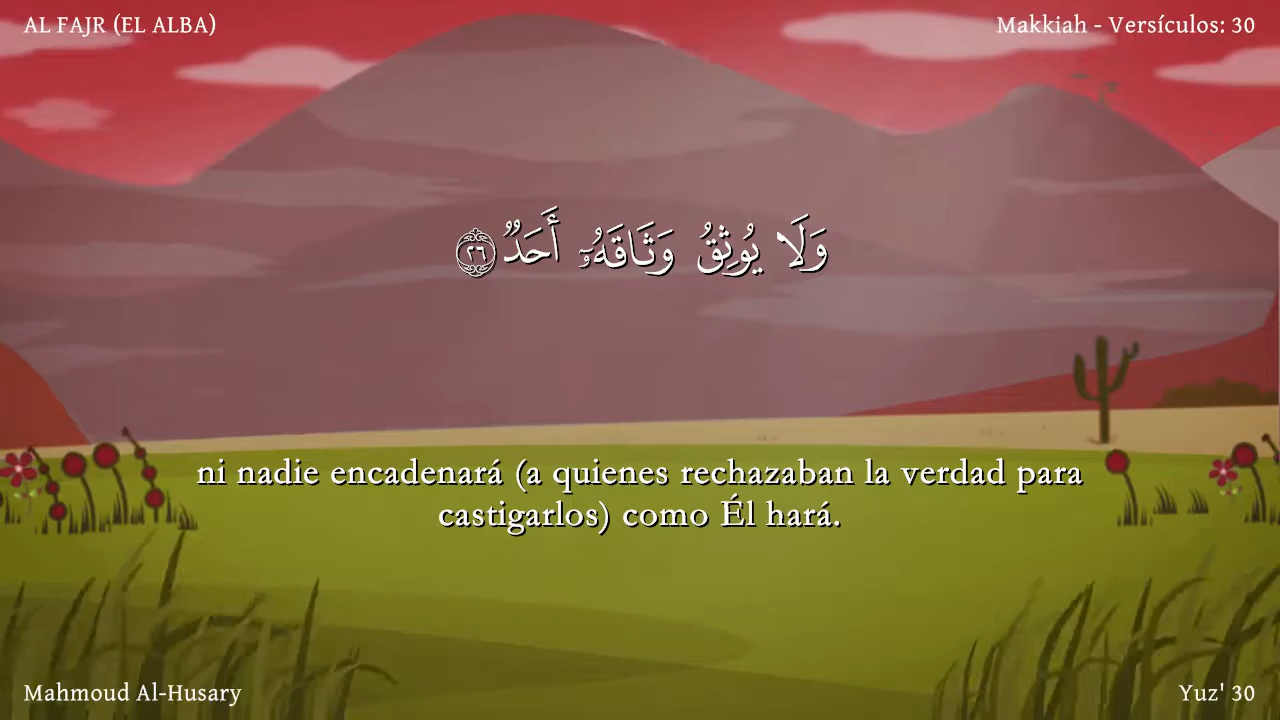 AL FAJR (EL ALBA)
Makkiah - Versículos: 30
وَلَا يُوثِقُ وَثَاقَهُۥٓ أَحَدٌ ٢٦
ni nadie encadenará (a quienes rechazaban la verdad para
castigarlos) como Él hará.
Mahmoud Al-Husary
Yuz' 30